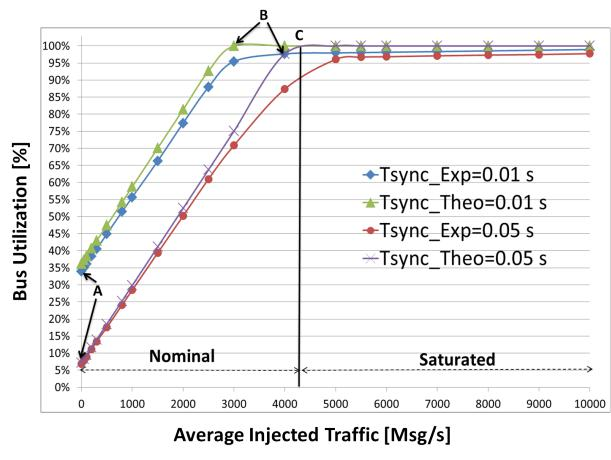 B
C
100%
95%
90%
85%
80%
75%
70%
65%
60%
55%
50%
45%
40%
35%
30%
25%
20%
15%
10%
5%
0%
Bus Utilization [%]
Tsync_Exp=0.01 s
Tsync_Theo=0.01 s
Tsync_Exp=0.05 s
Tsync_Theo=0.05 s
A
Nominal
Saturated
0 1000 2000 3000 4000 5000 6000 7000 8000 9000 10000
Average Injected Traffic [Msg/s]